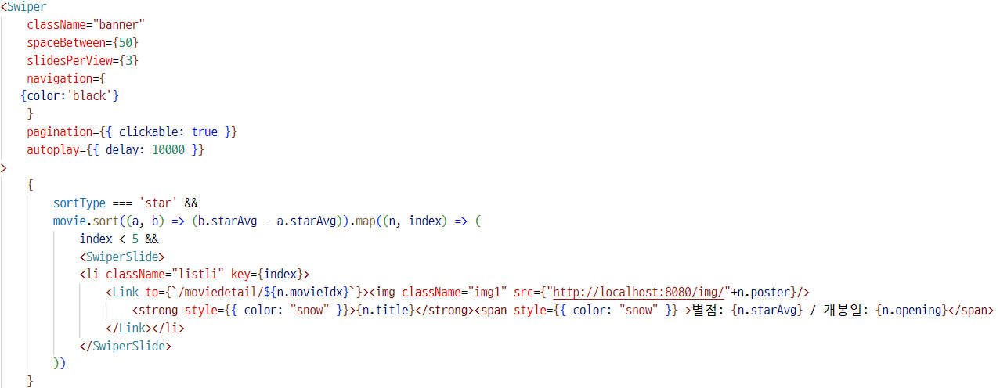 <Swiper
className="banner"
spaceBetween={50}
slidesPerView={3}
navigation={
{color:'black'}
}
pagination={{ clickable: true }}
autoplay={{ delay: 10000 }}
>
{
sortType === 'star' &&
movie.sort((a, b) => (b.starAvg - a.starAvg)).map((n, index) => (
index < 5 &&
<SwiperSlide>
<li className="listli" key={index}>
<Link to={`/moviedetail/${n.movieIdx}`}><img className="img1" src={"http://localhost:8080/img/"+n.poster}/>
<strong style={{ color: "snow" }}>{n.title}</strong><span style={{ color: "snow" }} >별점: {n.starAvg} / 개봉일: {n.opening}</span>
</Link></li>
</SwiperSlide>
))
}